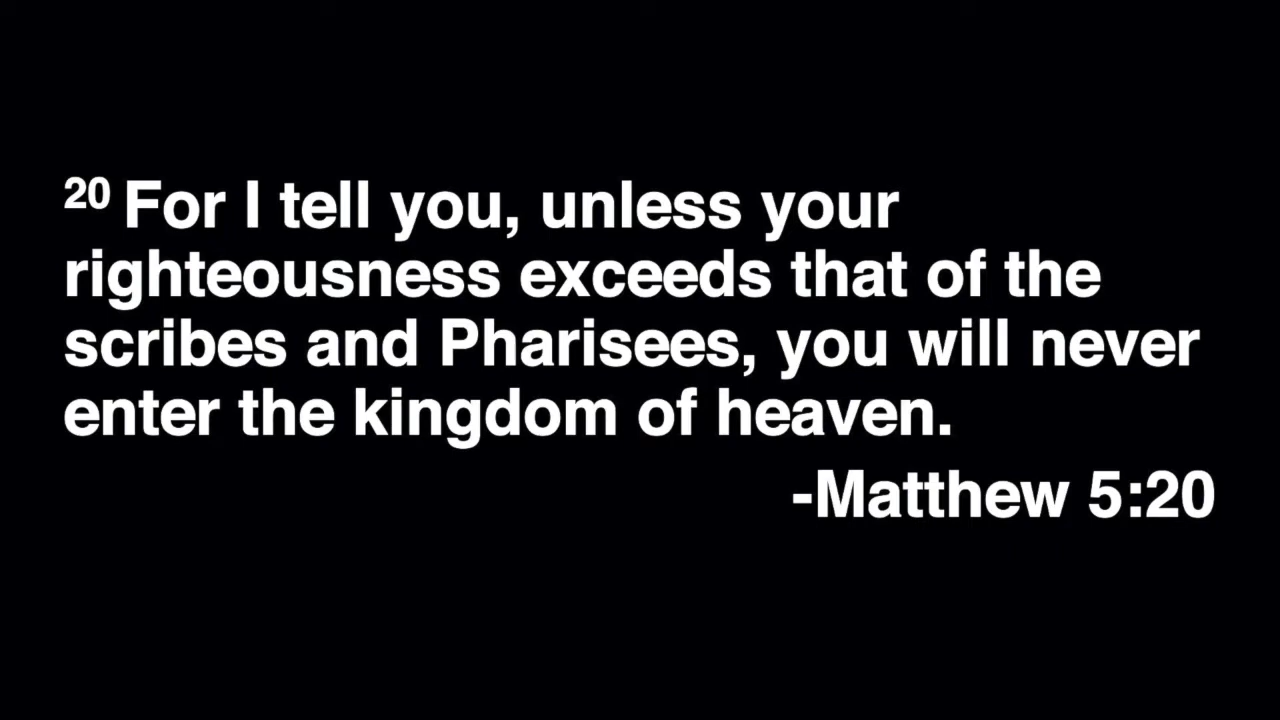 20 For I tell you, unless your
righteousness exceeds that of the
scribes and Pharisees, you will never
enter the kingdom of heaven.
-Matthew 5:20